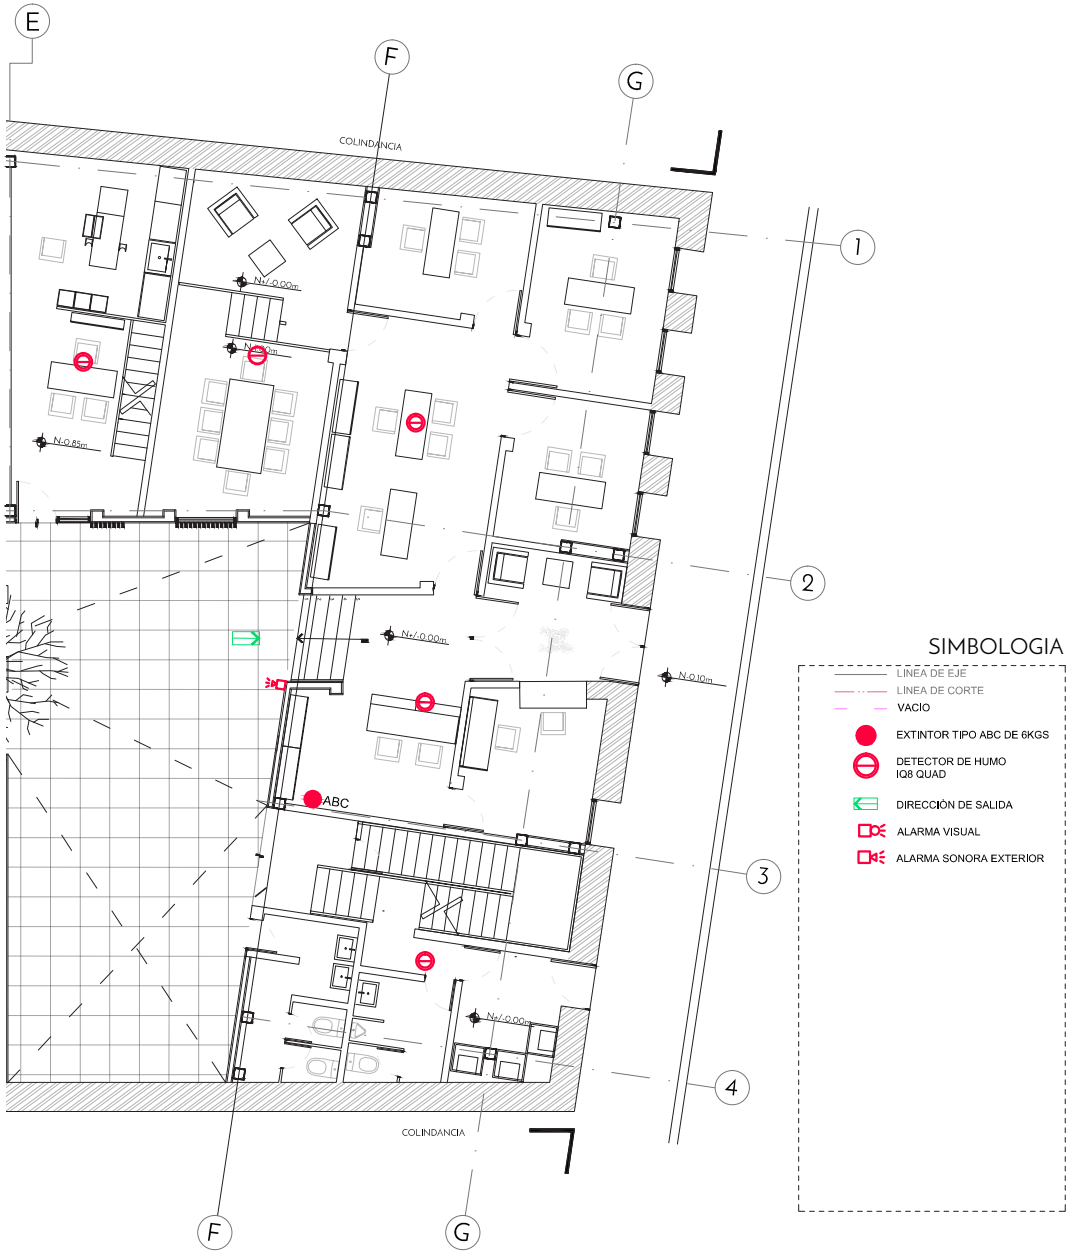 E
F
G
COLINDANCIA
1
N+/-0.00m
N-0.85m
2
N+/-0.00m
N-0.10m
SIMBOLOGIA
LINEA DE EJE
LINEA DE CORTE
VACIO
EXTINTOR TIPO ABC DE 6KGS
DETECTOR DE HUMO
IQ8 QUAD
DIRECCIÓN DE SALIDA
ALARMA VISUAL
ALARMA SONORA EXTERIOR
ABC
3
N+/-0.00m
4
COLINDANCIA
F
G